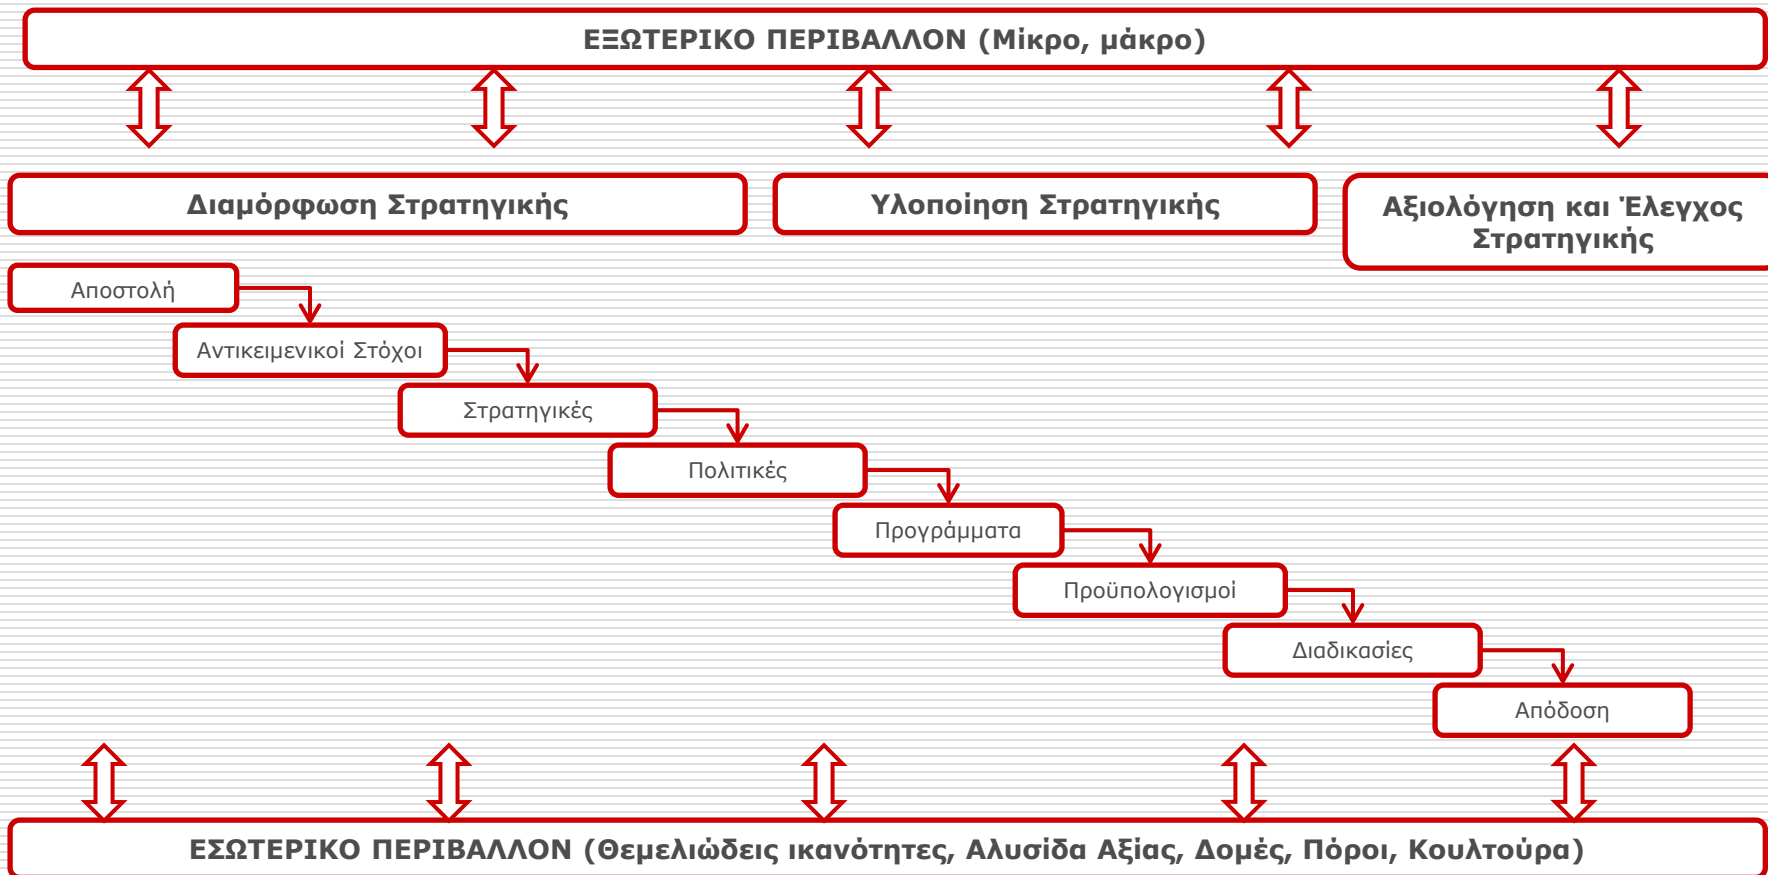 ΕΞΩΤΕΡΙΚΟ ΠΕΡΙΒΑΛΛΟΝ (Μίκρο, μάκρο)
Διαμόρφωση Στρατηγικής
Υλοποίηση Στρατηγικής
Αξιολόγηση και Έλεγχος
Στρατηγικής
Αποστολή
Αντικειμενικοί Στόχοι
Στρατηγικές
Πολιτικές
Προγράμματα
Προϋπολογισμοί
Διαδικασίες
Απόδοση
ΕΣΩΤΕΡΙΚΟ ΠΕΡΙΒΑΛΛΟΝ (Θεμελιώδεις ικανότητες, Αλυσίδα Αξίας, Δομές, Πόροι, Κουλτούρα)